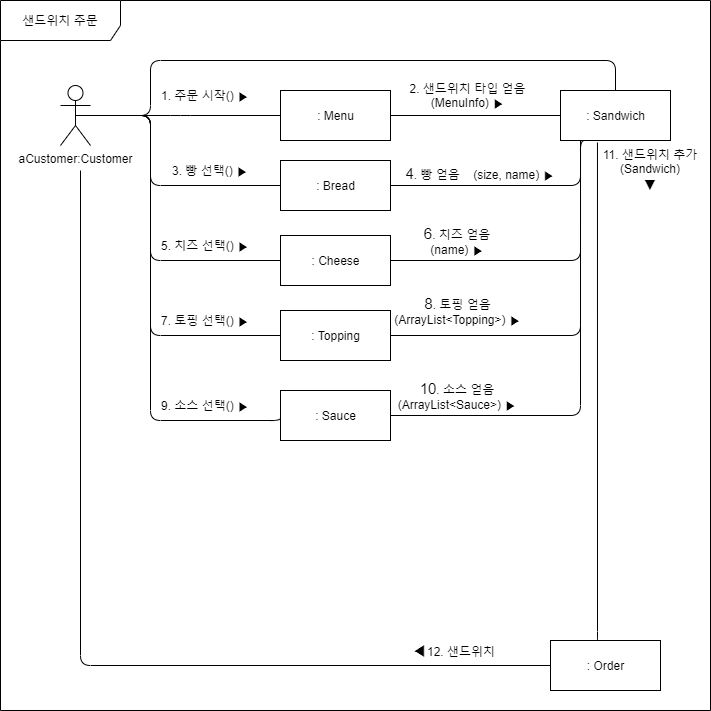 샌드위치 주문
1. 주문 시작() ▶
2. 샌드위치 타입 얻음
(MenuInfo) ▶
: Menu
: Sandwich
aCustomer:Customer
11. 샌드위치 추가
(Sandwich)
▼
3. 빵 선택() ▶
: Bread
4. 빵 얻음 (size, name) ▶
5. 치즈 선택() ▶
: Cheese
6. 치즈 얻음
(name) ▶
7. 토핑 선택() ▶
: Topping
8. 토핑 얻음
(ArrayList<Topping>) ▶
9. 소스 선택() ▶
: Sauce
10. 소스 얻음
(ArrayList<Sauce>) ▶
◀ 12. 샌드위치
: Order